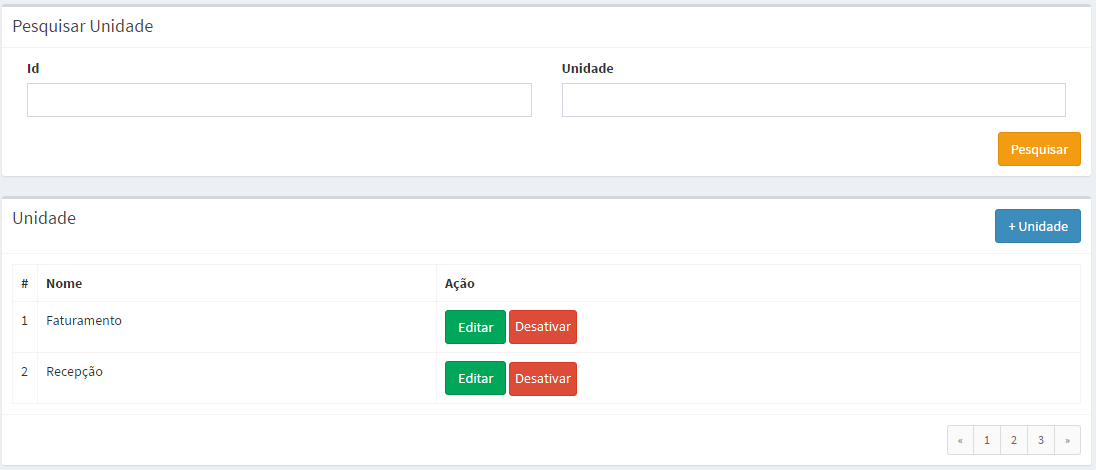 Pesquisar Unidade
Id Unidade
Pesquisar
Unidade
+ Unidade
# Nome Ação
1 Faturamento Editar Desativar
2 Recepção Editar Desativar
« 1 2 3 »